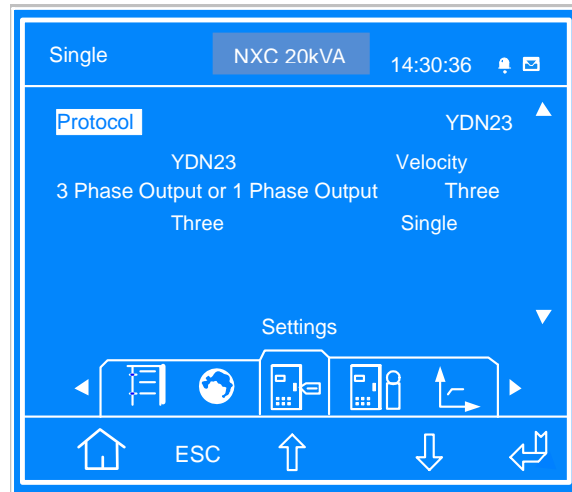 Single NXC 20kVA 14:30:36
Protocol YDN23
YDN23 Velocity
3 Phase Output or 1 Phase Output Three
Three Single
Settings
ESC